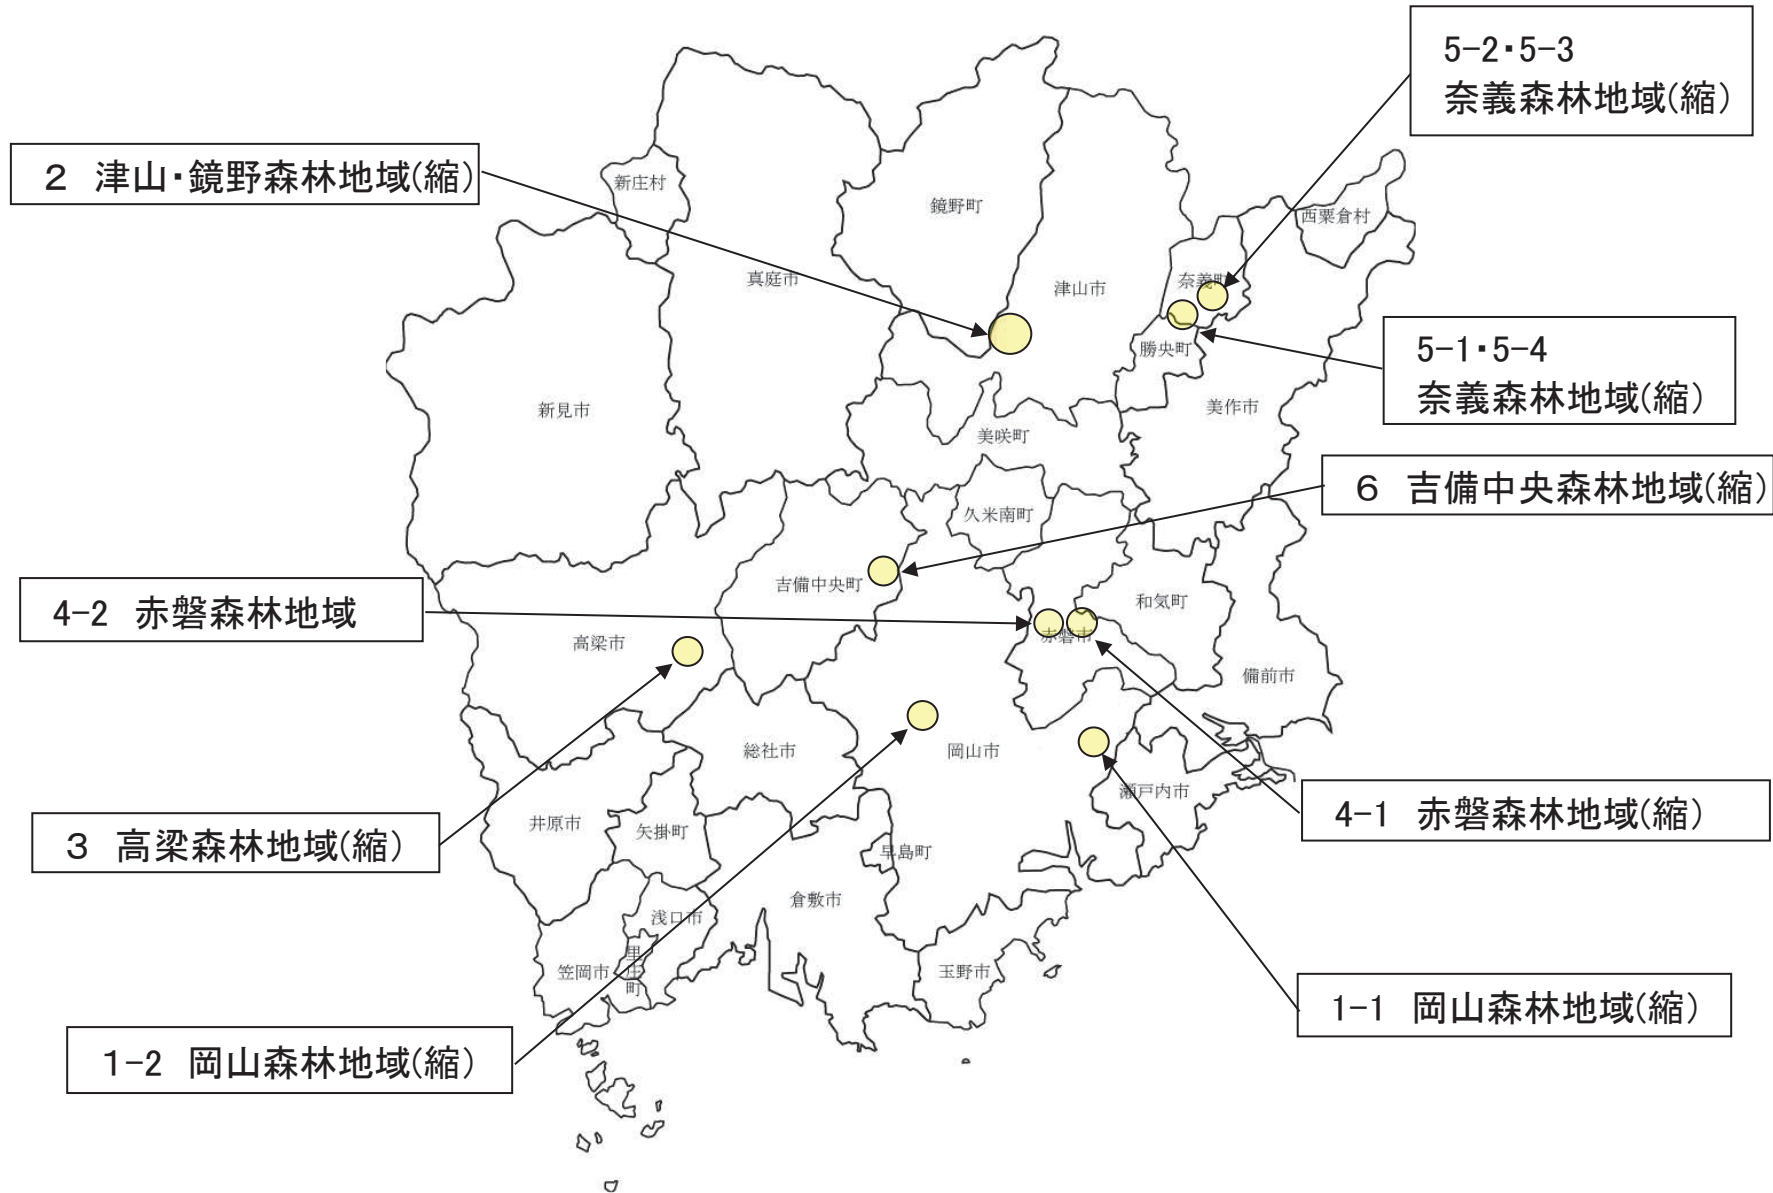 5-2・5-3
奈義森林地域(縮)
2 津山・鏡野森林地域(縮)
新庄村
鏡野町
西粟倉村
真庭市
津山市
奈義町
勝央町
5-1・5-4
奈義森林地域(縮)
新見市
美作市
美咲町
6 吉備中央森林地域(縮)
久米南町
吉備中央町
和気町
4-2 赤磐森林地域
赤磐市
高梁市
備前市
総社市
岡山市
瀬戸内市
4-1 赤磐森林地域(縮)
井原市
矢掛町
3 高梁森林地域(縮)
早島町
倉敷市
浅口市
里庄町
笠岡市
玉野市
1-1 岡山森林地域(縮)
1-2 岡山森林地域(縮)